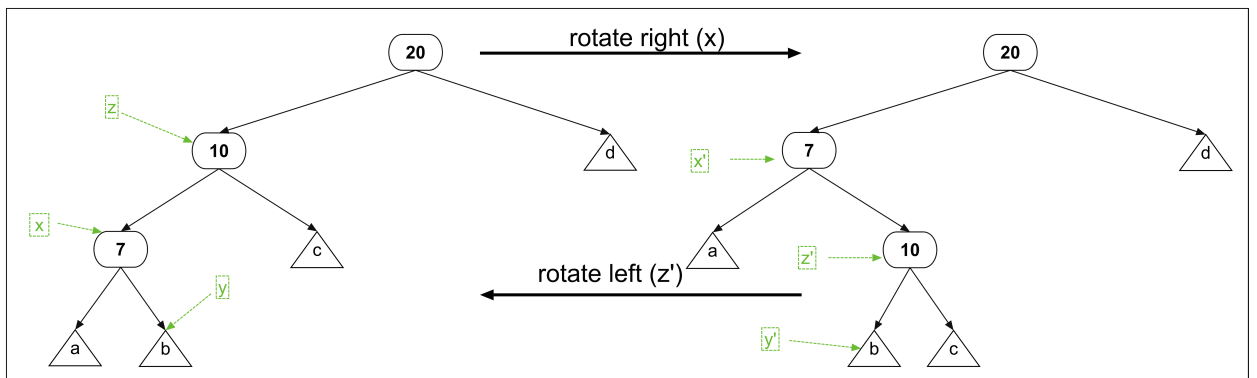 20
rotate right (x)
20
z
10
d
x'
7
d
x
7
c
a
z'
10
y
rotate left (z')
a
b
y'
b
c